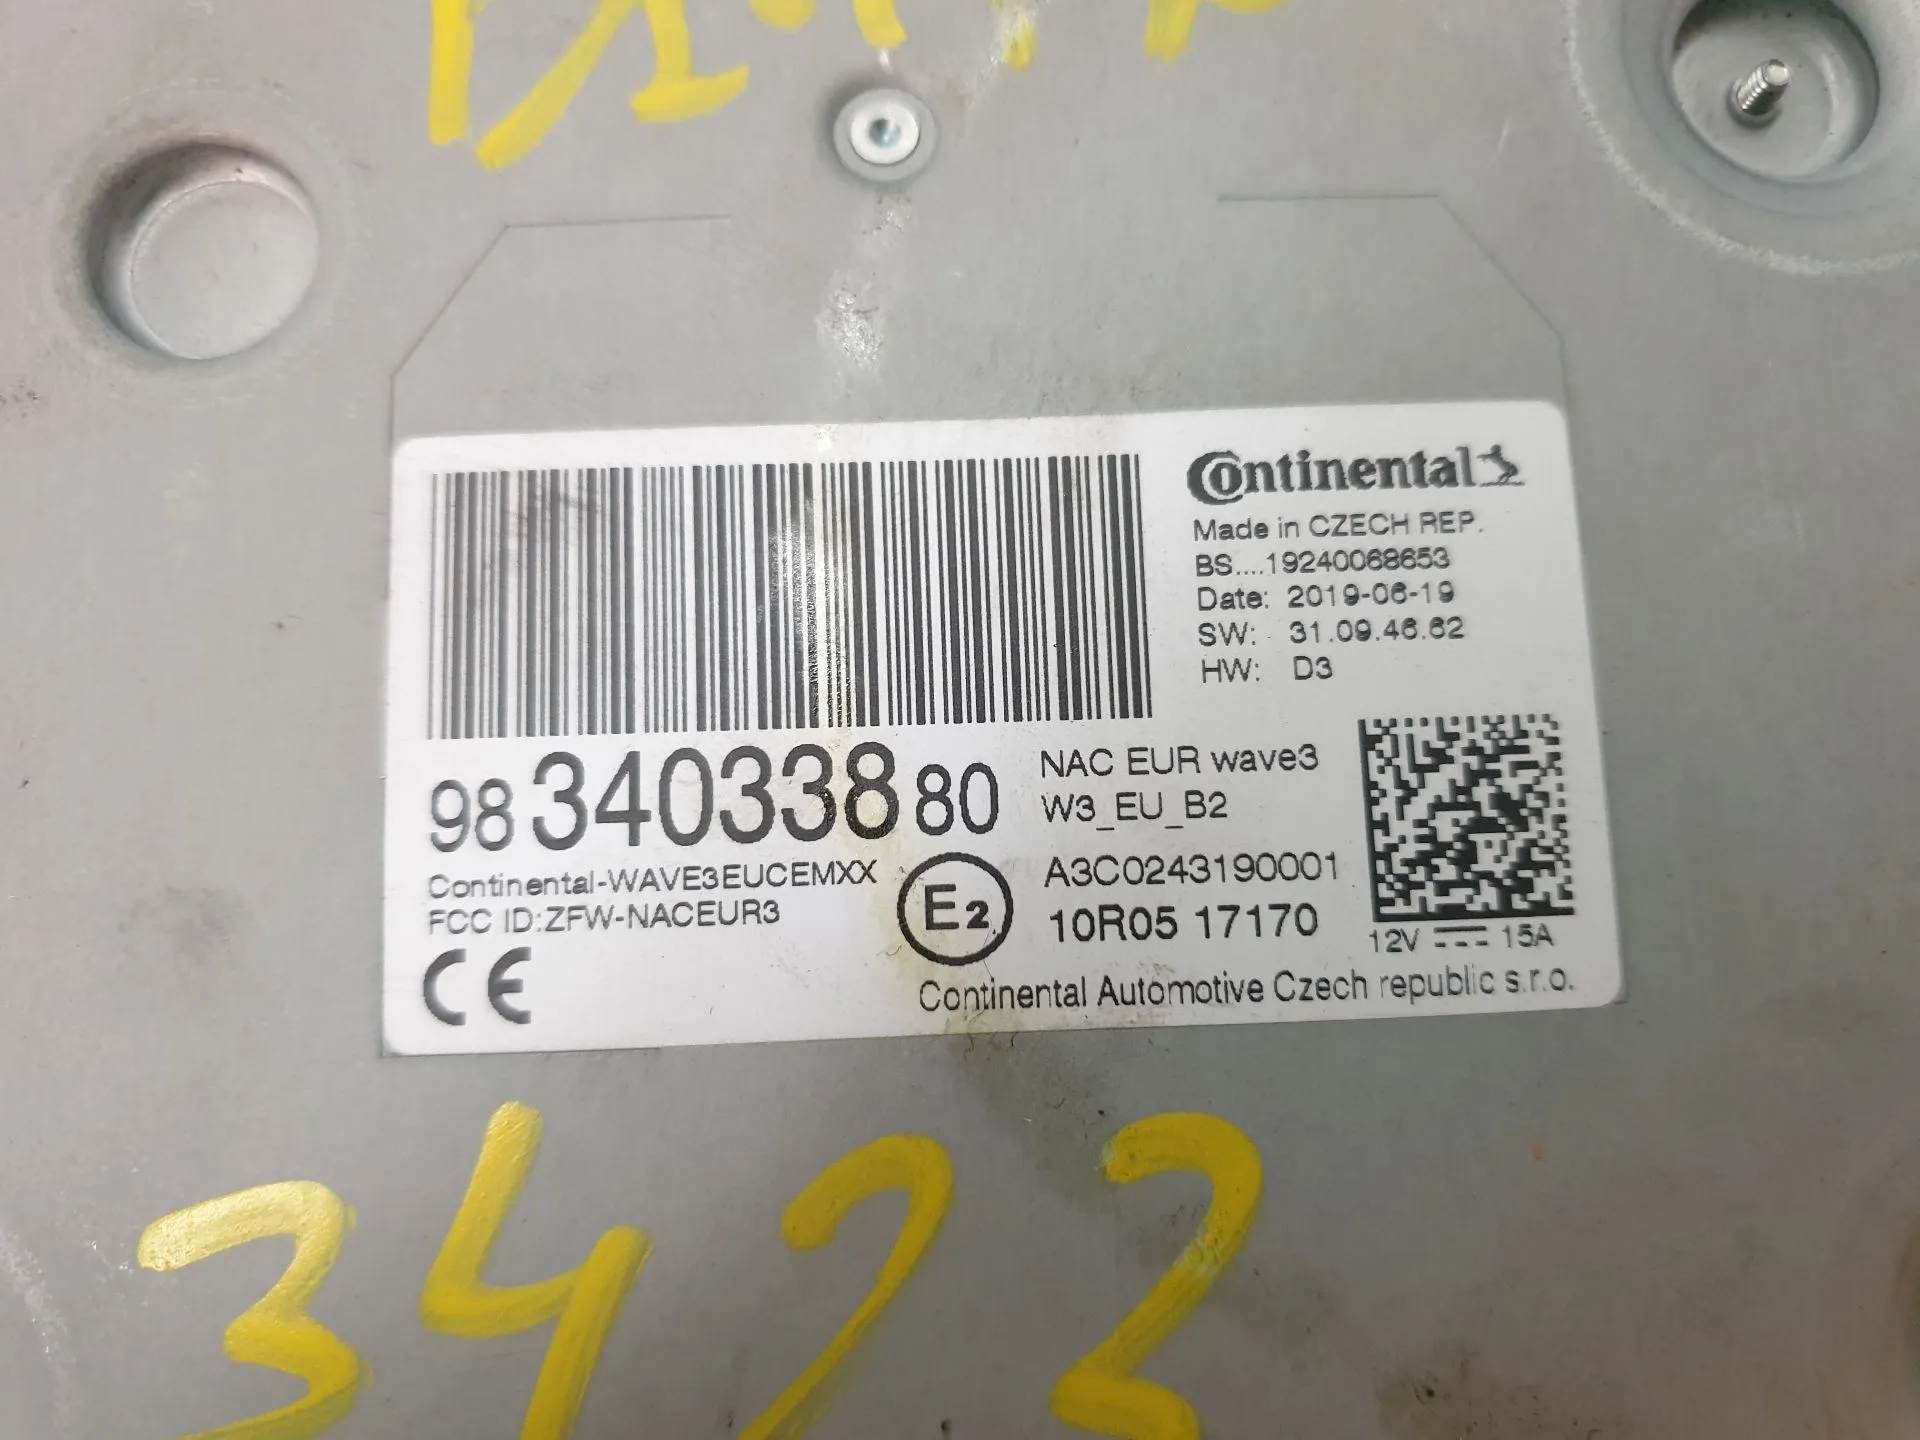 Continental
Made in CZECH REP.
BS....19240068653
Date: 2019-06-19
SW: 31.09.46.62
HW: D3
98 340338 80
NAC EUR wave3
W3_EU_B2
Continental-WAVE3EUCEMXX
FCC ID:ZFW-NACEUR3
CE
E2
A3C0243190001
10R05 17170
12V 15A
Continental Automotive Czech republic s.r.o.
34